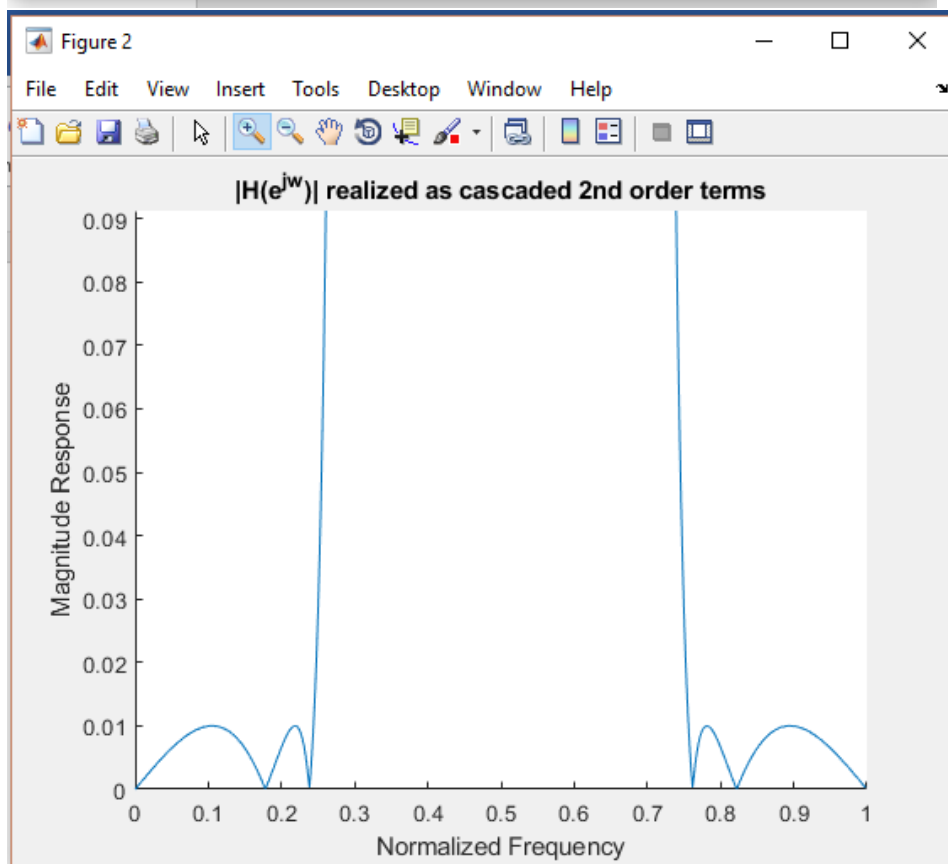 Figure 2
File Edit View Insert Tools Desktop Window Help
|H(e^jw)| realized as cascaded 2nd order terms
0.09
0.08
0.07
0.06
0.05
0.04
0.03
0.02
0.01
0
Magnitude Response
0 0.1 0.2 0.3 0.4 0.5 0.6 0.7 0.8 0.9 1
Normalized Frequency